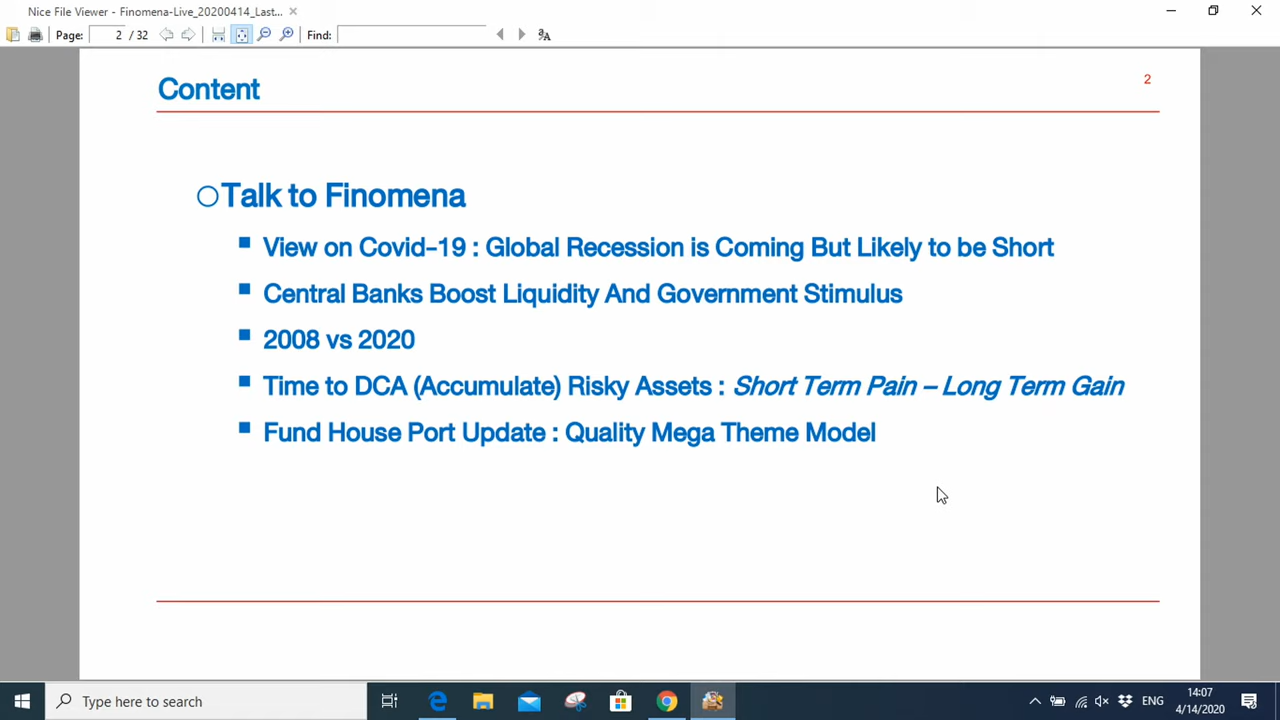 Nice File Viewer - Finomena-Live_20200414_Last...
Page: 2 / 32 Find:
Content
2
Talk to Finomena
View on Covid-19 : Global Recession is Coming But Likely to be Short
Central Banks Boost Liquidity And Government Stimulus
2008 vs 2020
Time to DCA (Accumulate) Risky Assets : Short Term Pain – Long Term Gain
Fund House Port Update : Quality Mega Theme Model
Type here to search
ENG
14:07
4/14/2020